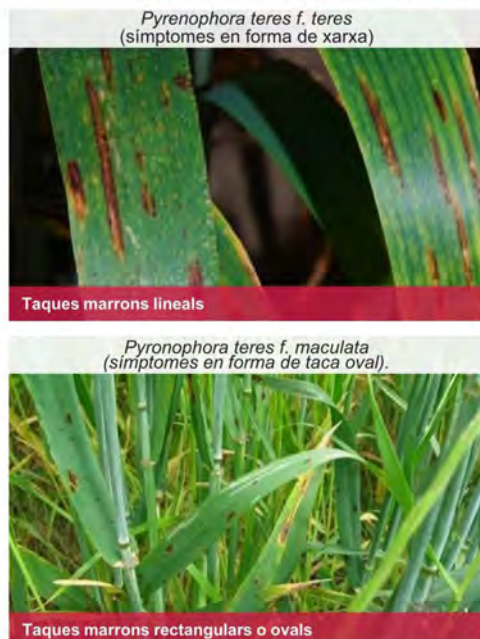 Pyrenophora teres f. teres
(símptomes en forma de xarxa)
Taques marrons lineals
Pyronophora teres f. maculata
(símptomes en forma de taca oval).
Taques marrons rectangulars o ovals